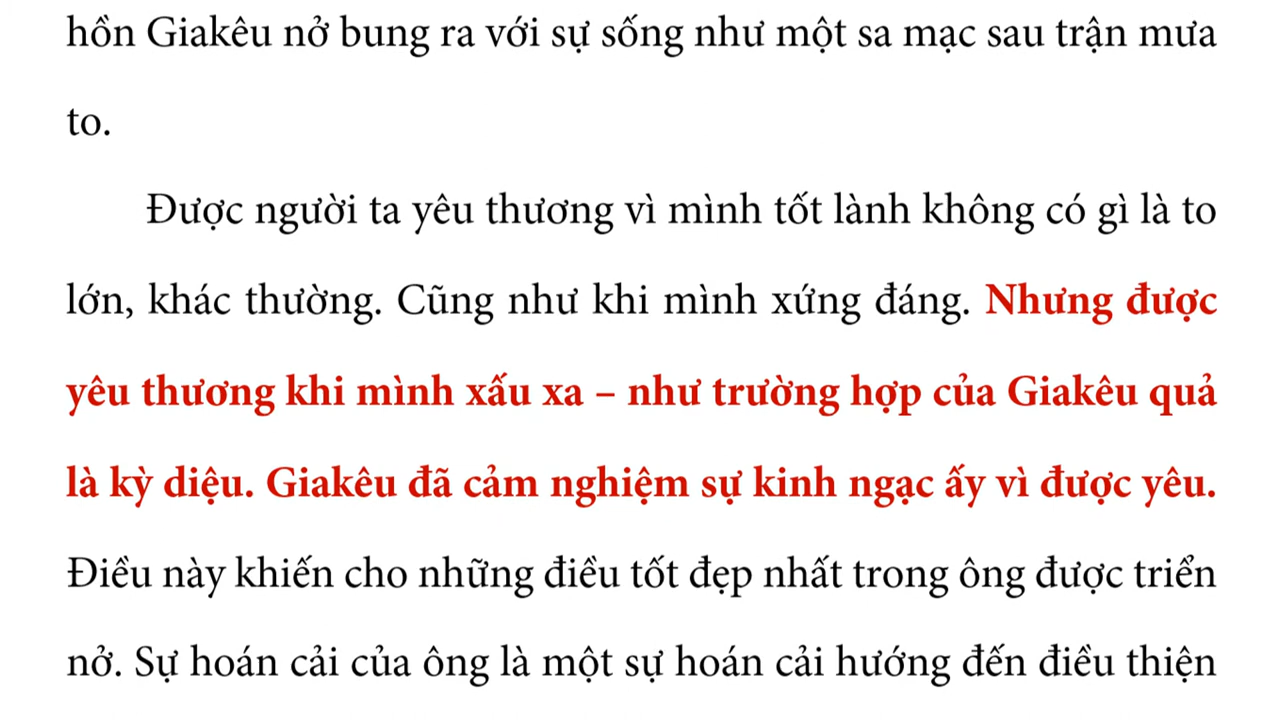 hồn Giakêu nở bung ra với sự sống như một sa mạc sau trận mưa
to.
Được người ta yêu thương vì mình tốt lành không có gì là to
lớn, khác thường. Cũng như khi mình xứng đáng. Nhưng được
yêu thương khi mình xấu xa – như trường hợp của Giakêu quả
là kỳ diệu. Giakêu đã cảm nghiệm sự kinh ngạc ấy vì được yêu.
Điều này khiến cho những điều tốt đẹp nhất trong ông được triển
nở. Sự hoán cải của ông là một sự hoán cải hướng đến điều thiện